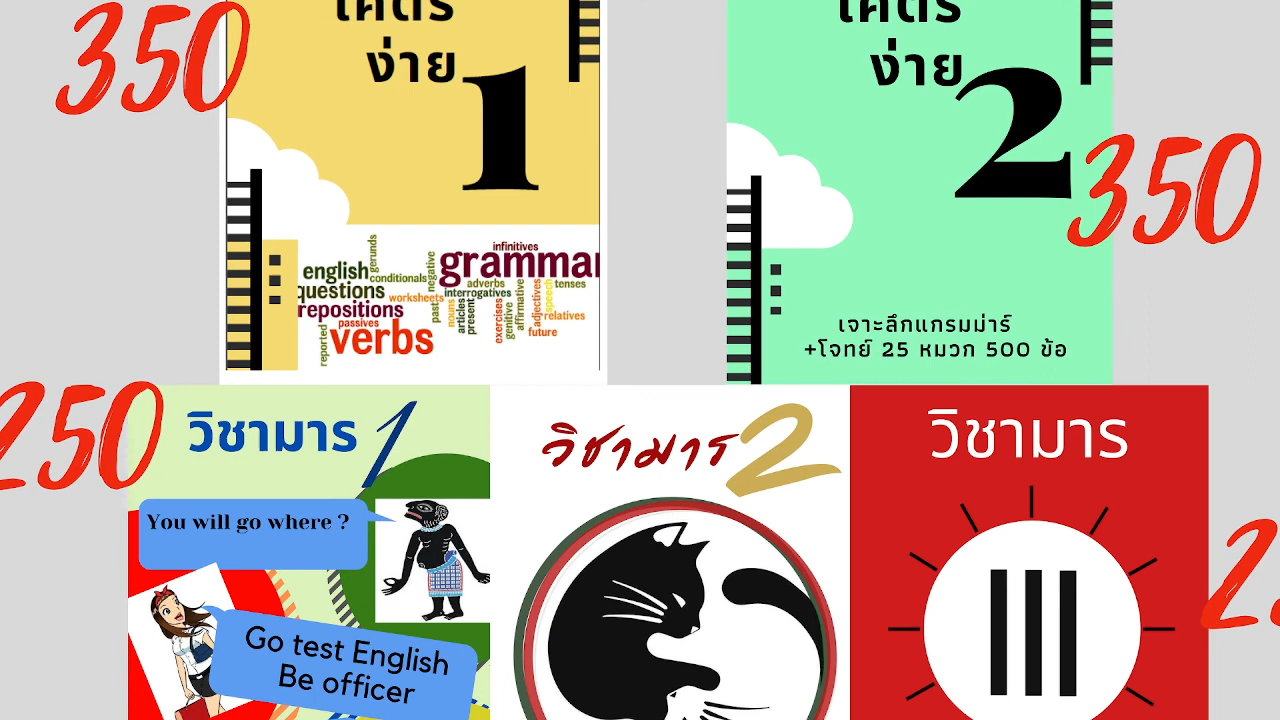 350
ง่าย
1
ง่าย
2
350
english
questions
repositions
verbs
gerunds
conditionals
negative
worksheets
passives
reported
infinitives
grammar
adverbs
interrogatives
tenses
past
nouns
articles
present
exercises
genitive
affirmative
adjectives
speech
relatives
future
เจาะลึกแกรมม่าร์
+โจทย์ 25 หมวก 500 ข้อ
250
วิชามาร 1
You will go where ?
Go test English
Be officer
วิชามาร 2
วิชามาร
III